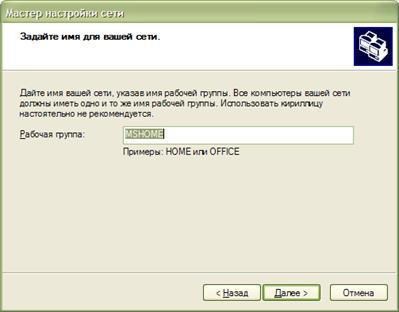 Мастер настройки сети
Задайте имя для вашей сети.
Дайте имя вашей сети, указав имя рабочей группы. Все компьютеры вашей сети
должны иметь одно и то же имя рабочей группы. Использовать кириллицу
настоятельно не рекомендуется.
Рабочая группа: MSHOME
Примеры: HOME или OFFICE
< Назад Далее > Отмена